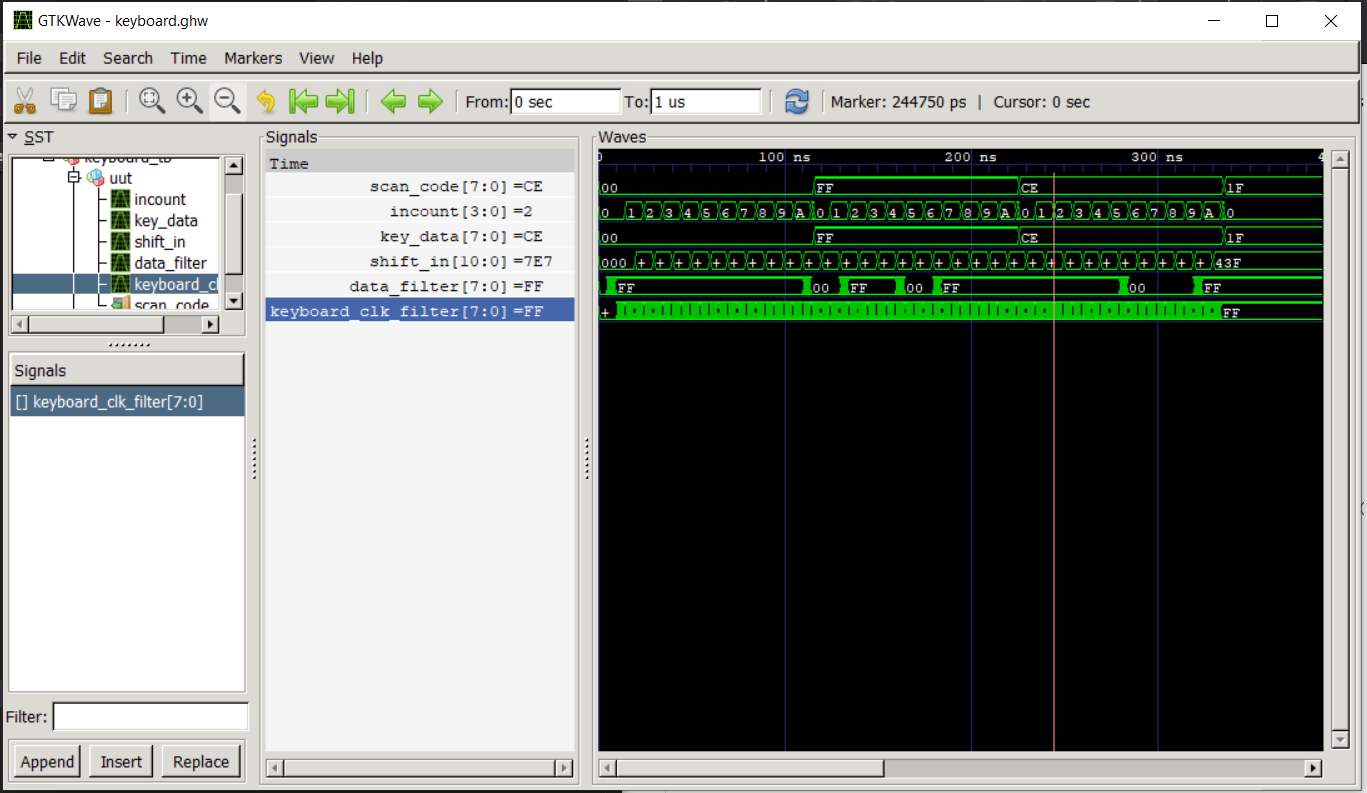 GTKWave - keyboard.ghw
File Edit Search Time Markers View Help
From: 0 sec To: 1 us Marker: 244750 ps | Cursor: 0 sec
SST
keyboard_tb
uut
incount
key_data
shift_in
data_filter
keyboard_cl
scan_code
Signals
[] keyboard_clk_filter[7:0]
Filter:
Append Insert Replace
Signals
Time
scan_code[7:0] =CE
incount[3:0] =2
key_data[7:0] =CE
shift_in[10:0] =7E7
data_filter[7:0] =FF
keyboard_clk_filter[7:0] =FF
Waves
0 100 ns 200 ns 300 ns 4
00 FF CE 1F
0 1 2 3 4 5 6 7 8 9 A 0 1 2 3 4 5 6 7 8 9 A 0 1 2 3 4 5 6 7 8 9 A 0
00 FF CE 1F
000 + + + + + + + + + + + + + + + + + + + + + + + + + + + + + + + 43F
FF 00 FF 00 FF 00 FF
+ FF